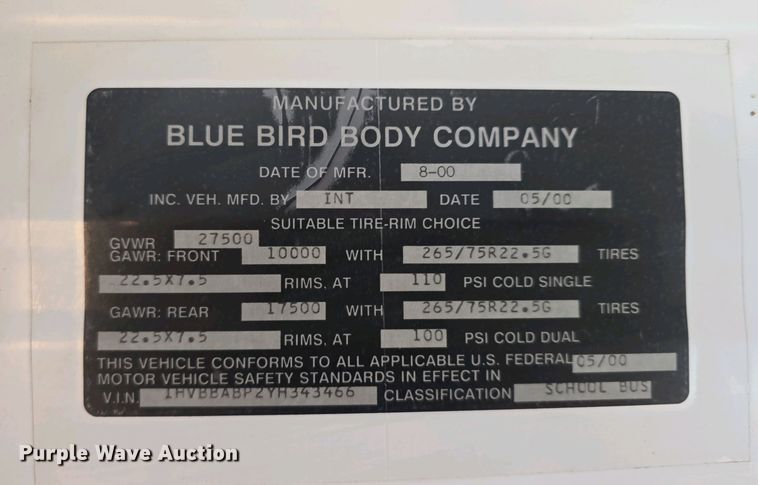 MANUFACTURED BY
BLUE BIRD BODY COMPANY
DATE OF MFR. 8-00
INC. VEH. MFD. BY INT DATE 05/00
SUITABLE TIRE-RIM CHOICE
GVWR 27500
GAWR: FRONT 10000 WITH 265/75R22.5G TIRES
22.5X7.5 RIMS, AT 110 PSI COLD SINGLE
GAWR: REAR 17500 WITH 265/75R22.5G TIRES
22.5X7.5 RIMS, AT 100 PSI COLD DUAL
THIS VEHICLE CONFORMS TO ALL APPLICABLE U.S. FEDERAL 05/00
MOTOR VEHICLE SAFETY STANDARDS IN EFFECT IN
V.I.N. 1HVBBABP2YH343466 CLASSIFICATION SCHOOL BUS
Purple Wave Auction